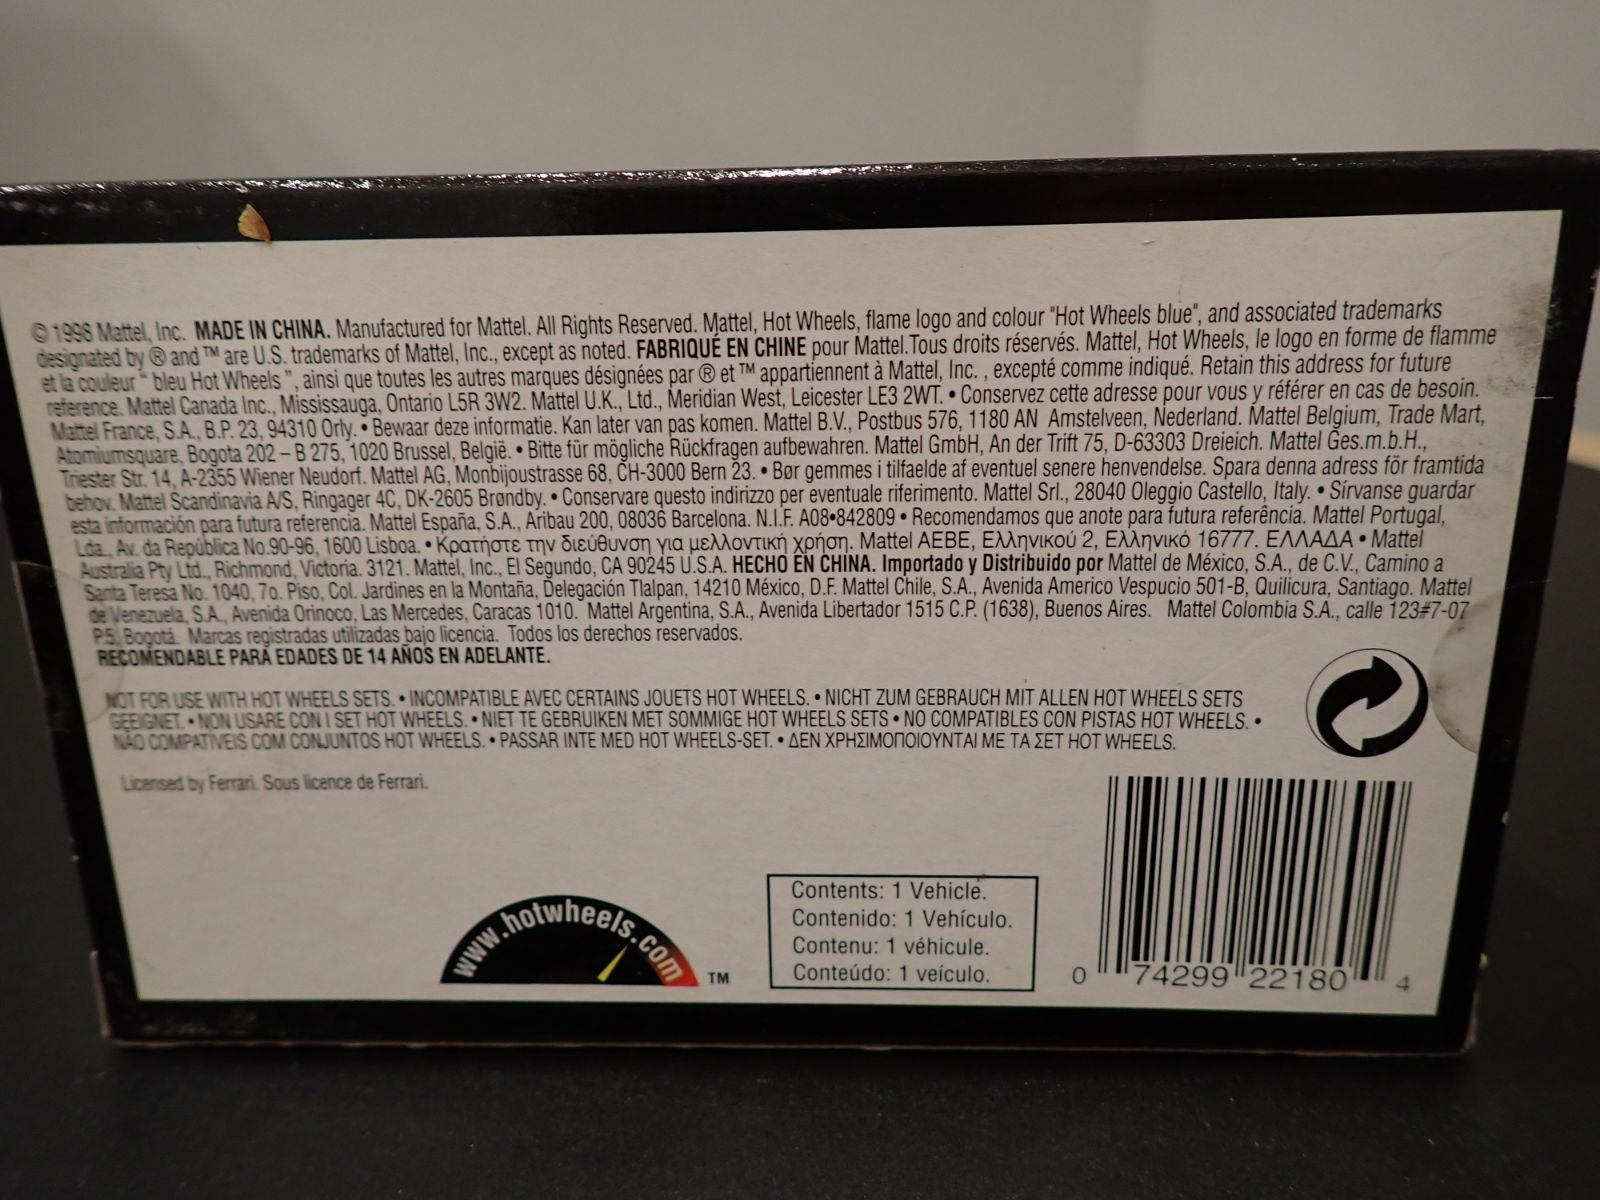 © 1998 Mattel, Inc. MADE IN CHINA. Manufactured for Mattel. All Rights Reserved. Mattel, Hot Wheels, flame logo and colour "Hot Wheels blue", and associated trademarks
designated by ® and ™ are U.S. trademarks of Mattel, Inc., except as noted. FABRIQUÉ EN CHINE pour Mattel.Tous droits réservés. Mattel, Hot Wheels, le logo en forme de flamme
et la couleur " bleu Hot Wheels ", ainsi que toutes les autres marques désignées par ® et ™ appartiennent à Mattel, Inc. , excepté comme indiqué. Retain this address for future
reference. Mattel Canada Inc., Mississauga, Ontario L5R 3W2. Mattel U.K., Ltd., Meridian West, Leicester LE3 2WT. • Conservez cette adresse pour vous y référer en cas de besoin.
Mattel France, S.A., B.P. 23, 94310 Orly. • Bewaar deze informatie. Kan later van pas komen. Mattel B.V., Postbus 576, 1180 AN Amstelveen, Nederland. Mattel Belgium, Trade Mart,
Atomiumsquare, Bogota 202 – B 275, 1020 Brussel, België. • Bitte für mögliche Rückfragen aufbewahren. Mattel GmbH, An der Trift 75, D-63303 Dreieich. Mattel Ges.m.b.H.,
Triester Str. 14, A-2355 Wiener Neudorf. Mattel AG, Monbijoustrasse 68, CH-3000 Bern 23. • Bør gemmes i tilfaelde af eventuel senere henvendelse. Spara denna adress för framtida
behov. Mattel Scandinavia A/S, Ringager 4C, DK-2605 Brøndby. • Conservare questo indirizzo per eventuale riferimento. Mattel Srl., 28040 Oleggio Castello, Italy. • Sírvanse guardar
esta información para futura referencia. Mattel España, S.A., Aribau 200, 08036 Barcelona. N.I.F. A08•842809 • Recomendamos que anote para futura referência. Mattel Portugal,
Lda., Av. da República No.90-96, 1600 Lisboa. • Κρατήστε την διεύθυνση για μελλοντική χρήση. Mattel AEBE, Ελληνικού 2, Ελληνικό 16777. ΕΛΛΑΔΑ • Mattel
Australia Pty Ltd., Richmond, Victoria. 3121. Mattel, Inc., El Segundo, CA 90245 U.S.A. HECHO EN CHINA. Importado y Distribuido por Mattel de México, S.A., de C.V., Camino a
Santa Teresa No. 1040, 7o. Piso, Col. Jardines en la Montaña, Delegación Tlalpan, 14210 México, D.F. Mattel Chile, S.A., Avenida Americo Vespucio 501-B, Quilicura, Santiago. Mattel
de Venezuela, S.A., Avenida Orinoco, Las Mercedes, Caracas 1010. Mattel Argentina, S.A., Avenida Libertador 1515 C.P. (1638), Buenos Aires. Mattel Colombia S.A., calle 123#7-07
P.5, Bogotá. Marcas registradas utilizadas bajo licencia. Todos los derechos reservados.
RECOMENDABLE PARA EDADES DE 14 AÑOS EN ADELANTE.
NOT FOR USE WITH HOT WHEELS SETS. • INCOMPATIBLE AVEC CERTAINS JOUETS HOT WHEELS. • NICHT ZUM GEBRAUCH MIT ALLEN HOT WHEELS SETS
GEEIGNET. • NON USARE CON I SET HOT WHEELS. • NIET TE GEBRUIKEN MET SOMMIGE HOT WHEELS SETS • NO COMPATIBLES CON PISTAS HOT WHEELS. •
NÃO COMPATÍVEIS COM CONJUNTOS HOT WHEELS. • PASSAR INTE MED HOT WHEELS-SET. • ΔΕΝ ΧΡΗΣΙΜΟΠΟΙΟΥΝΤΑΙ ΜΕ ΤΑ ΣΕΤ HOT WHEELS.
Licensed by Ferrari. Sous licence de Ferrari.
www.hotwheels.com ™
Contents: 1 Vehicle.
Contenido: 1 Vehículo.
Contenu: 1 véhicule.
Conteúdo: 1 veículo.
0 74299 22180 4